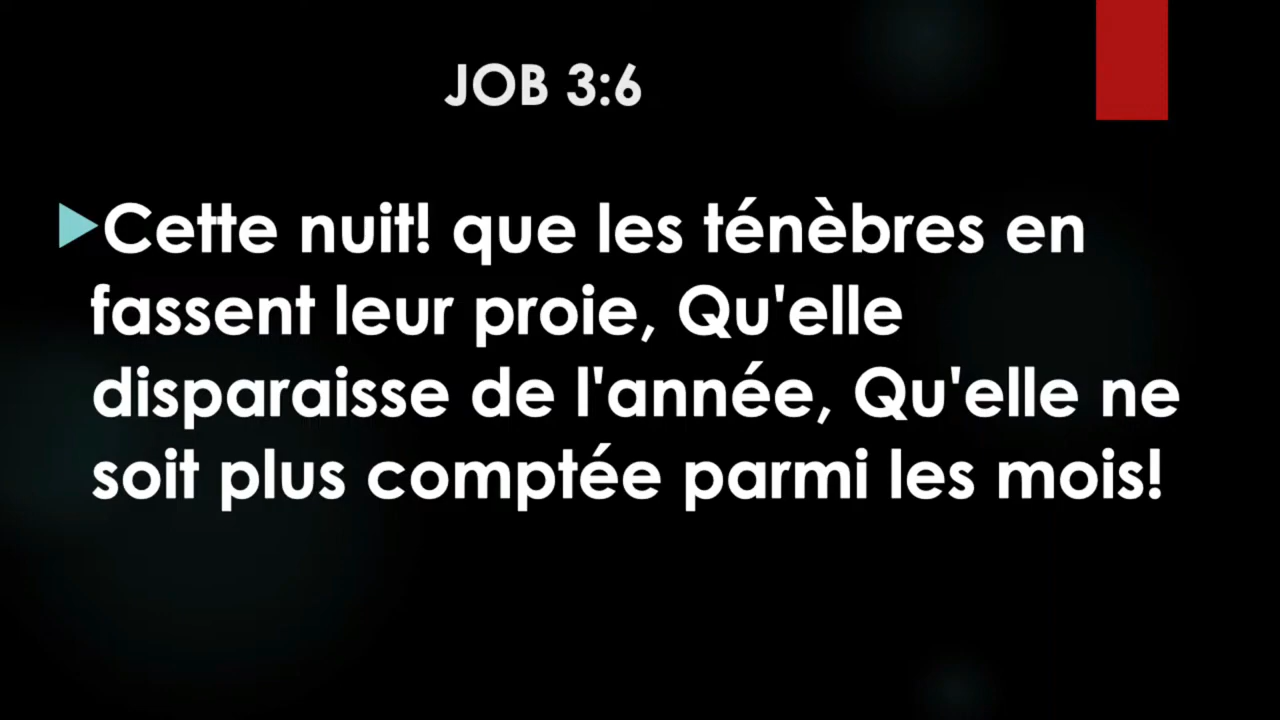 JOB 3:6
Cette nuit! que les ténèbres en
fassent leur proie, Qu'elle
disparaisse de l'année, Qu'elle ne
soit plus comptée parmi les mois!